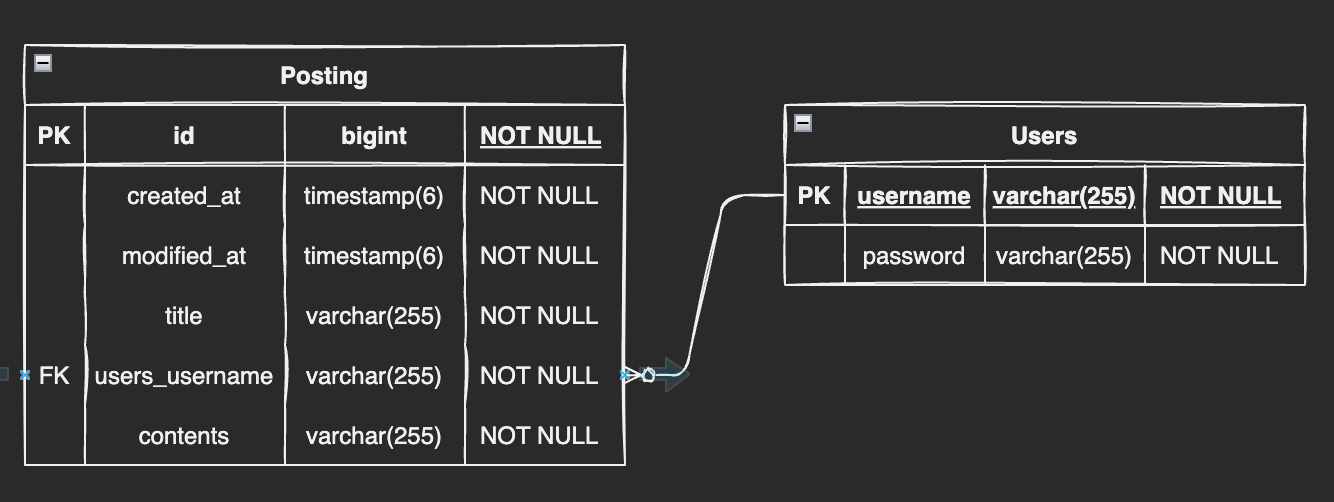 Posting
PK id bigint NOT NULL
created_at timestamp(6) NOT NULL
modified_at timestamp(6) NOT NULL
title varchar(255) NOT NULL
FK users_username varchar(255) NOT NULL
contents varchar(255) NOT NULL
Users
PK username varchar(255) NOT NULL
password varchar(255) NOT NULL